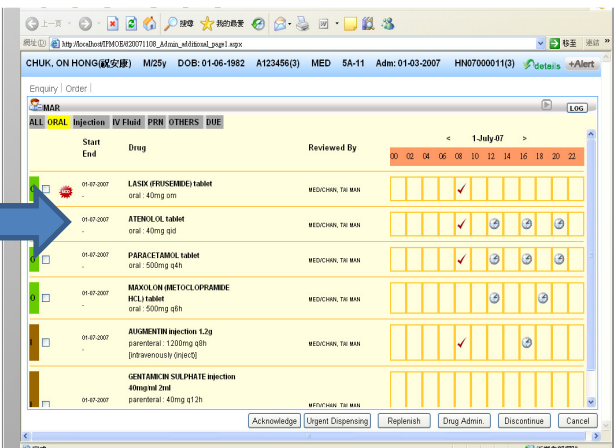 上一頁 搜尋 我的最愛
網址(D) http://localhost/IPMOE/620071108_Admin_additional_page1.aspx 移至 連結 »
CHUK, ON HONG(祝安康) M/25y DOB: 01-06-1982 A123456(3) MED 5A-11 Adm: 01-03-2007 HN07000011(3) details +Alert
Enquiry | Order |
MAR LOG
ALL ORAL Injection IV Fluid PRN OTHERS DUE
Start End Drug Reviewed By < 1-July-07 >
00 02 04 06 08 10 12 14 16 18 20 22
O 01-07-2007 LASIX (FRUSEMIDE) tablet MED/CHAN, TAI MAN
- oral : 40mg om
01-07-2007 ATENOLOL tablet MED/CHAN, TAI MAN
- oral : 40mg qid
O 01-07-2007 PARACETAMOL tablet MED/CHAN, TAI MAN
- oral : 500mg q4h
O 01-07-2007 MAXOLON (METOCLOPRAMIDE HCL) tablet MED/CHAN, TAI MAN
- oral : 500mg q6h
I 01-07-2007 AUGMENTIN injection 1.2g MED/CHAN, TAI MAN
- parenteral : 1200mg q8h
[intravenously (inject)]
GENTAMICIN SULPHATE injection
40mg/ml 2ml
I 01-07-2007 parenteral : 40mg q12h MED/CHAN, TAI MAN
Acknowledge Urgent Dispensing Replenish Drug Admin. Discontinue Cancel